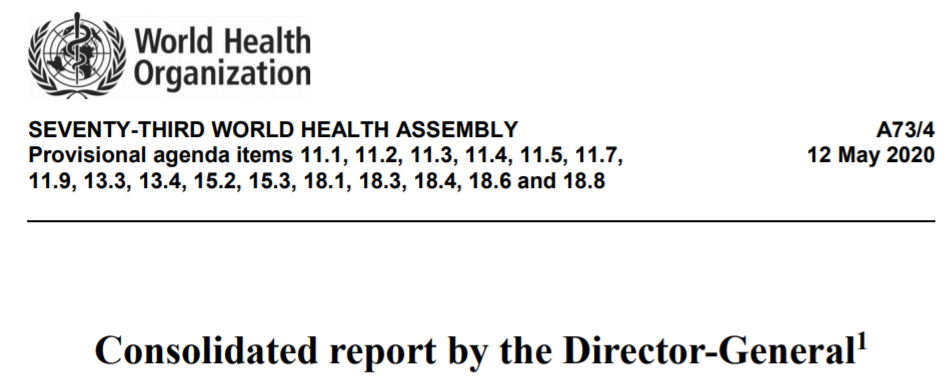 World Health
Organization
SEVENTY-THIRD WORLD HEALTH ASSEMBLY
A73/4
Provisional agenda items 11.1, 11.2, 11.3, 11.4, 11.5, 11.7,
12 May 2020
11.9, 13.3, 13.4, 15.2, 15.3, 18.1, 18.3, 18.4, 18.6 and 18.8
Consolidated report by the Director-General¹